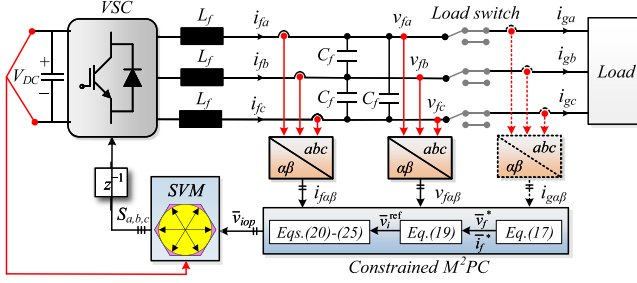 VSC
L_f
i_fa
v_fa
Load switch
i_ga
V_DC
+
−
L_f
i_fb
C_f
v_fb
i_gb
Load
L_f
i_fc
C_f
C_f
v_fc
i_gc
abc
αβ
abc
αβ
abc
αβ
z⁻¹
SVM
i_fαβ
v_fαβ
i_gαβ
S_a,b,c
v̄_iop
Eqs.(20)-(25)
v̄_i^ref
Eq.(19)
v̄_f^*
ī_f^*
Eq.(17)
Constrained M²PC